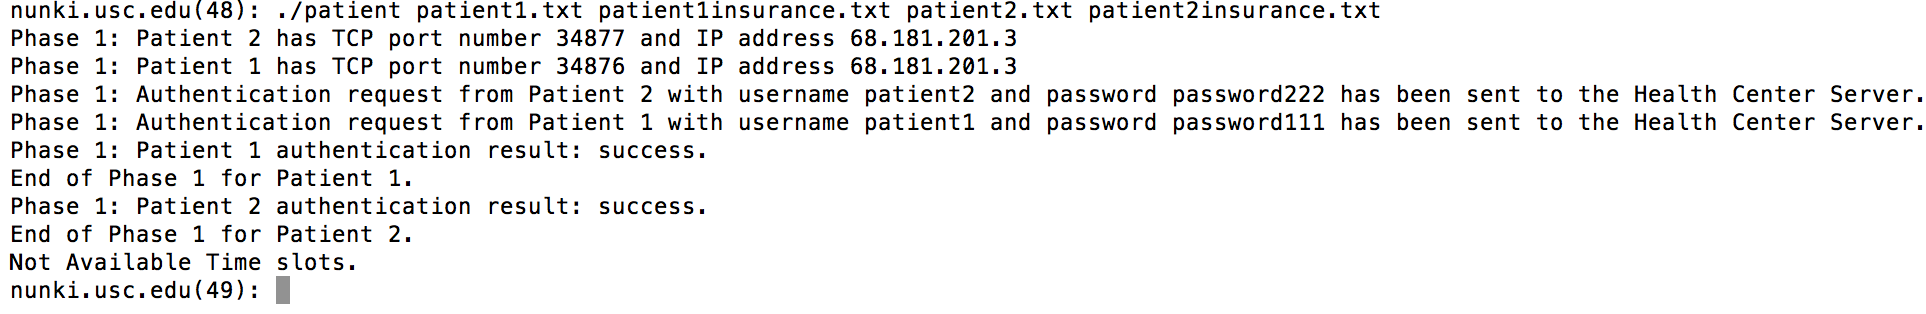 nunki.usc.edu(48): ./patient patient1.txt patient1insurance.txt patient2.txt patient2insurance.txt
Phase 1: Patient 2 has TCP port number 34877 and IP address 68.181.201.3
Phase 1: Patient 1 has TCP port number 34876 and IP address 68.181.201.3
Phase 1: Authentication request from Patient 2 with username patient2 and password password222 has been sent to the Health Center Server.
Phase 1: Authentication request from Patient 1 with username patient1 and password password111 has been sent to the Health Center Server.
Phase 1: Patient 1 authentication result: success.
End of Phase 1 for Patient 1.
Phase 1: Patient 2 authentication result: success.
End of Phase 1 for Patient 2.
Not Available Time slots.
nunki.usc.edu(49):